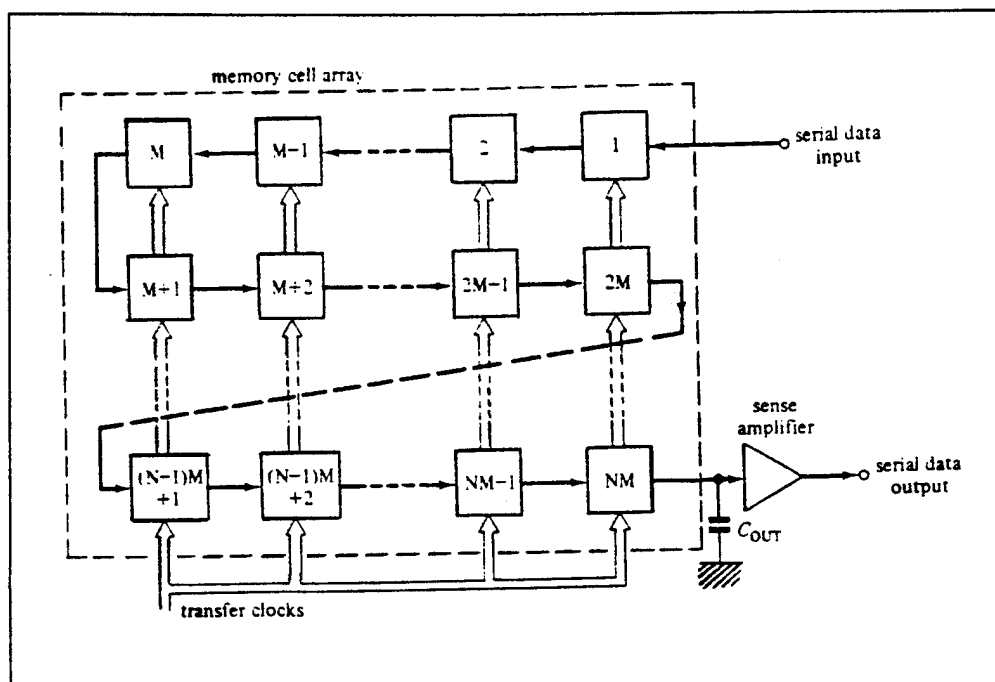 memory cell array
M
M−1
2
1
serial data
input
M+1
M+2
2M−1
2M
sense
amplifier
(N−1)M
+1
(N−1)M
+2
NM−1
NM
serial data
output
COUT
transfer clocks